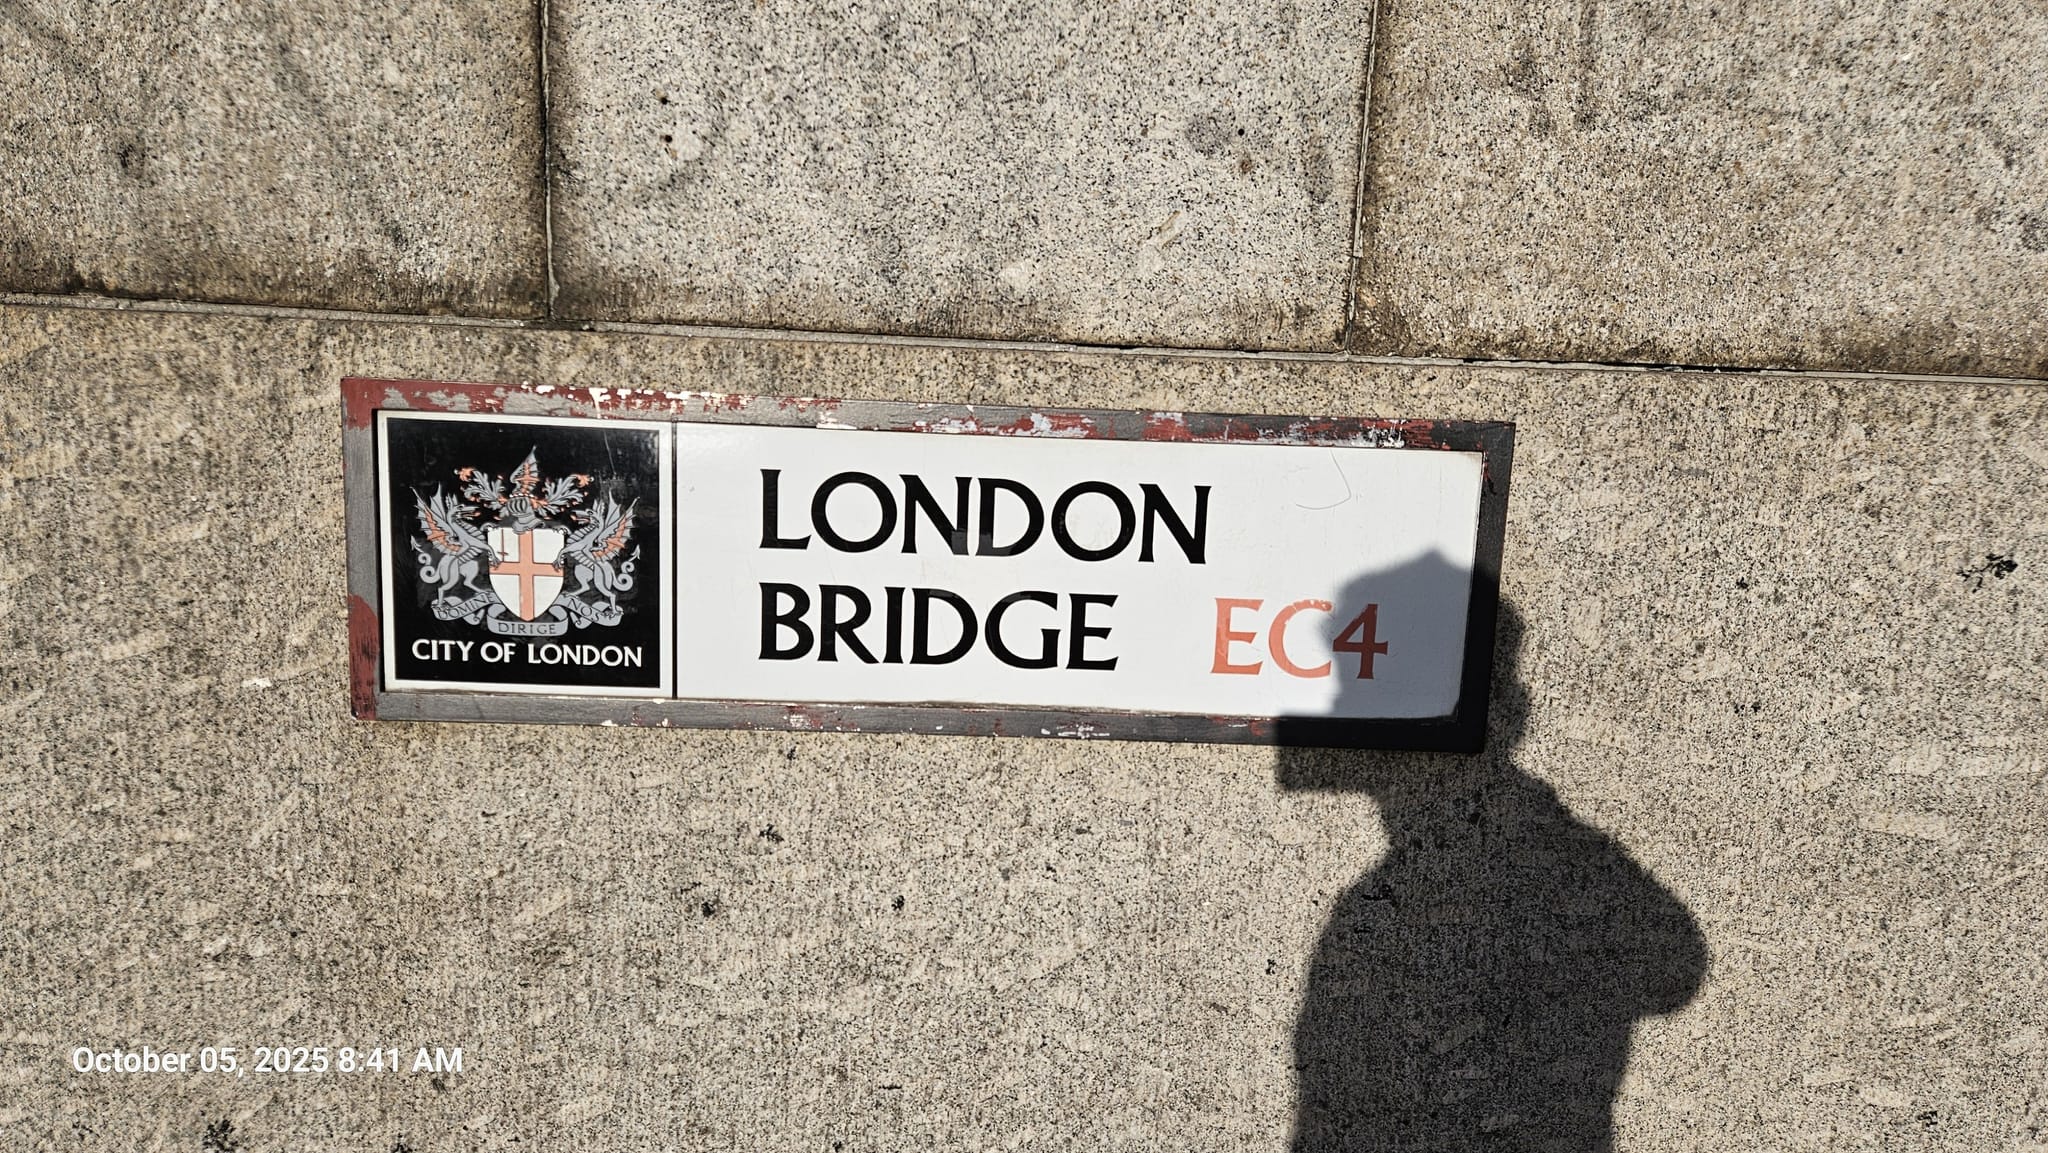 DOMINE DIRIGE NOS
CITY OF LONDON
LONDON
BRIDGE EC4
October 05, 2025 8:41 AM